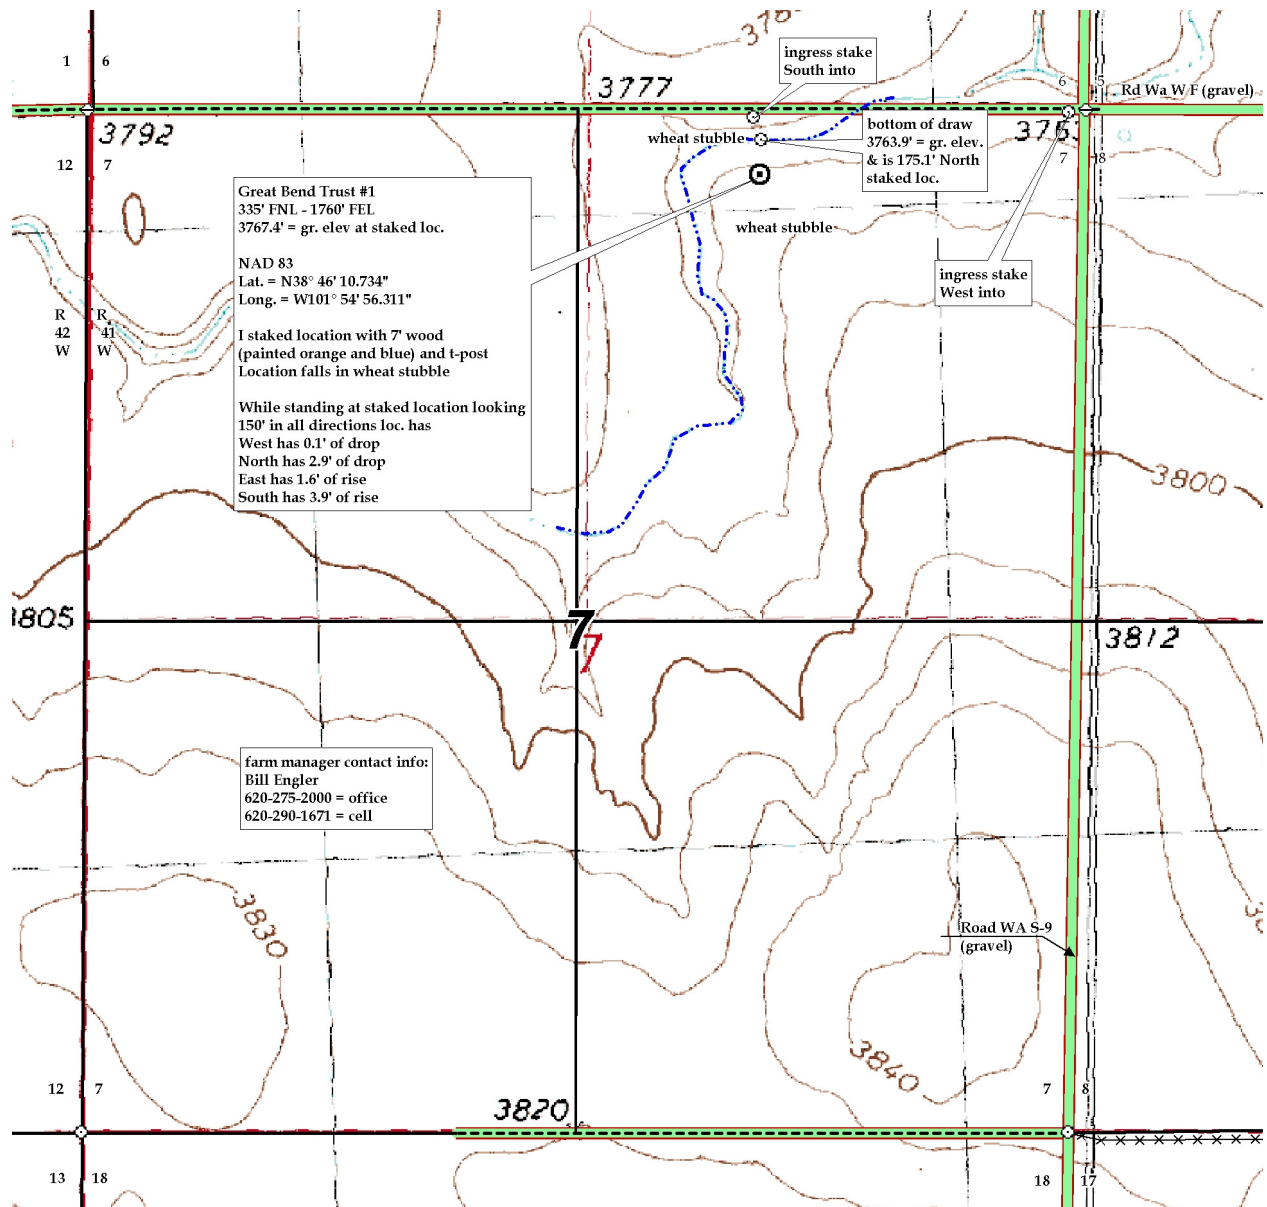 376
ingress stake
South into
1 6
3777
6 5
Rd Wa W F (gravel)
3792
wheat stubble
bottom of draw
3763.9' = gr. elev.
& is 175.1' North
staked loc.
376
12 7
7 8
Great Bend Trust #1
335' FNL - 1760' FEL
3767.4' = gr. elev at staked loc.
NAD 83
Lat. = N38° 46' 10.734"
Long. = W101° 54' 56.311"
I staked location with 7' wood
(painted orange and blue) and t-post
Location falls in wheat stubble
While standing at staked location looking
150' in all directions loc. has
West has 0.1' of drop
North has 2.9' of drop
East has 1.6' of rise
South has 3.9' of rise
wheat stubble
ingress stake
West into
R R
42 41
W W
3800
3805
7
7
3812
farm manager contact info:
Bill Engler
620-275-2000 = office
620-290-1671 = cell
3830
Road WA S-9
(gravel)
3840
12 7
7 8
3820
13 18
18 17